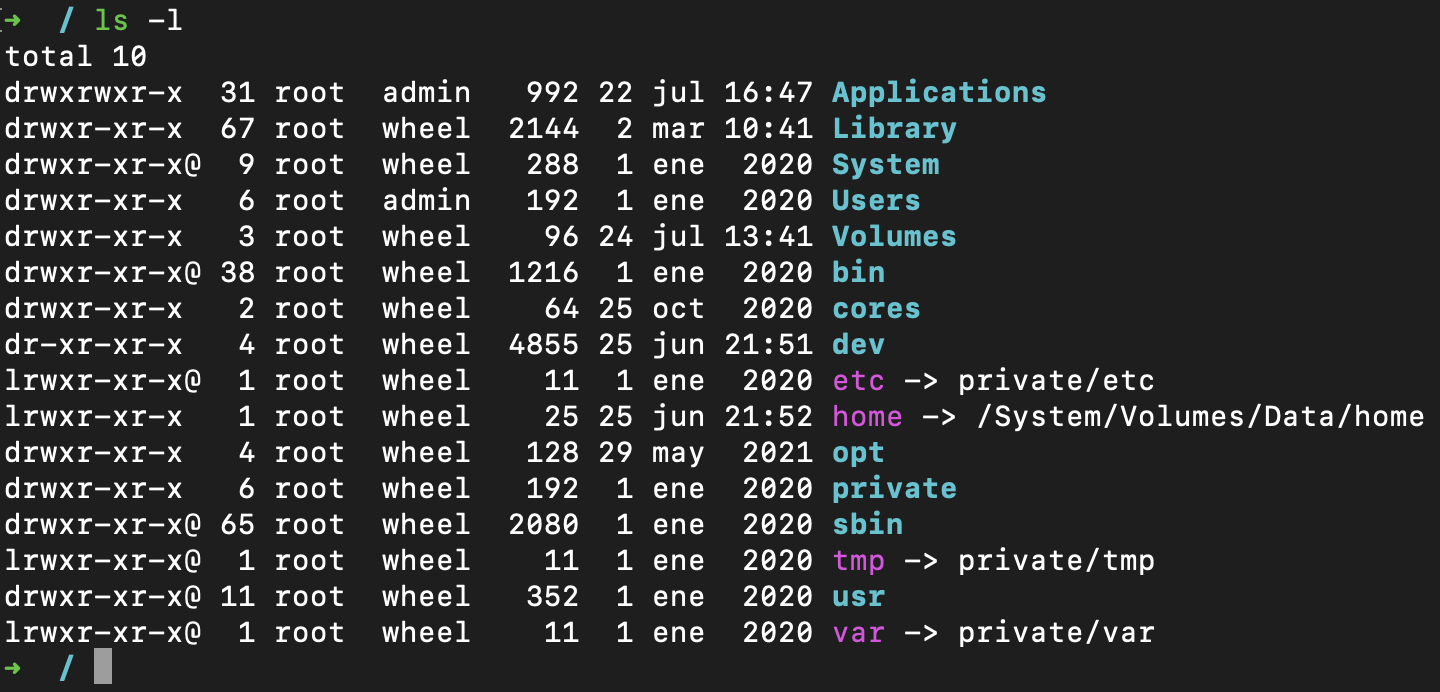 ➜  / ls -l
total 10
drwxrwxr-x  31 root  admin   992 22 jul 16:47 Applications
drwxr-xr-x  67 root  wheel  2144  2 mar 10:41 Library
drwxr-xr-x@  9 root  wheel   288  1 ene  2020 System
drwxr-xr-x   6 root  admin   192  1 ene  2020 Users
drwxr-xr-x   3 root  wheel    96 24 jul 13:41 Volumes
drwxr-xr-x@ 38 root  wheel  1216  1 ene  2020 bin
drwxr-xr-x   2 root  wheel    64 25 oct  2020 cores
dr-xr-xr-x   4 root  wheel  4855 25 jun 21:51 dev
lrwxr-xr-x@  1 root  wheel    11  1 ene  2020 etc -> private/etc
lrwxr-xr-x   1 root  wheel    25 25 jun 21:52 home -> /System/Volumes/Data/home
drwxr-xr-x   4 root  wheel   128 29 may  2021 opt
drwxr-xr-x   6 root  wheel   192  1 ene  2020 private
drwxr-xr-x@ 65 root  wheel  2080  1 ene  2020 sbin
lrwxr-xr-x@  1 root  wheel    11  1 ene  2020 tmp -> private/tmp
drwxr-xr-x@ 11 root  wheel   352  1 ene  2020 usr
lrwxr-xr-x@  1 root  wheel    11  1 ene  2020 var -> private/var
➜  /